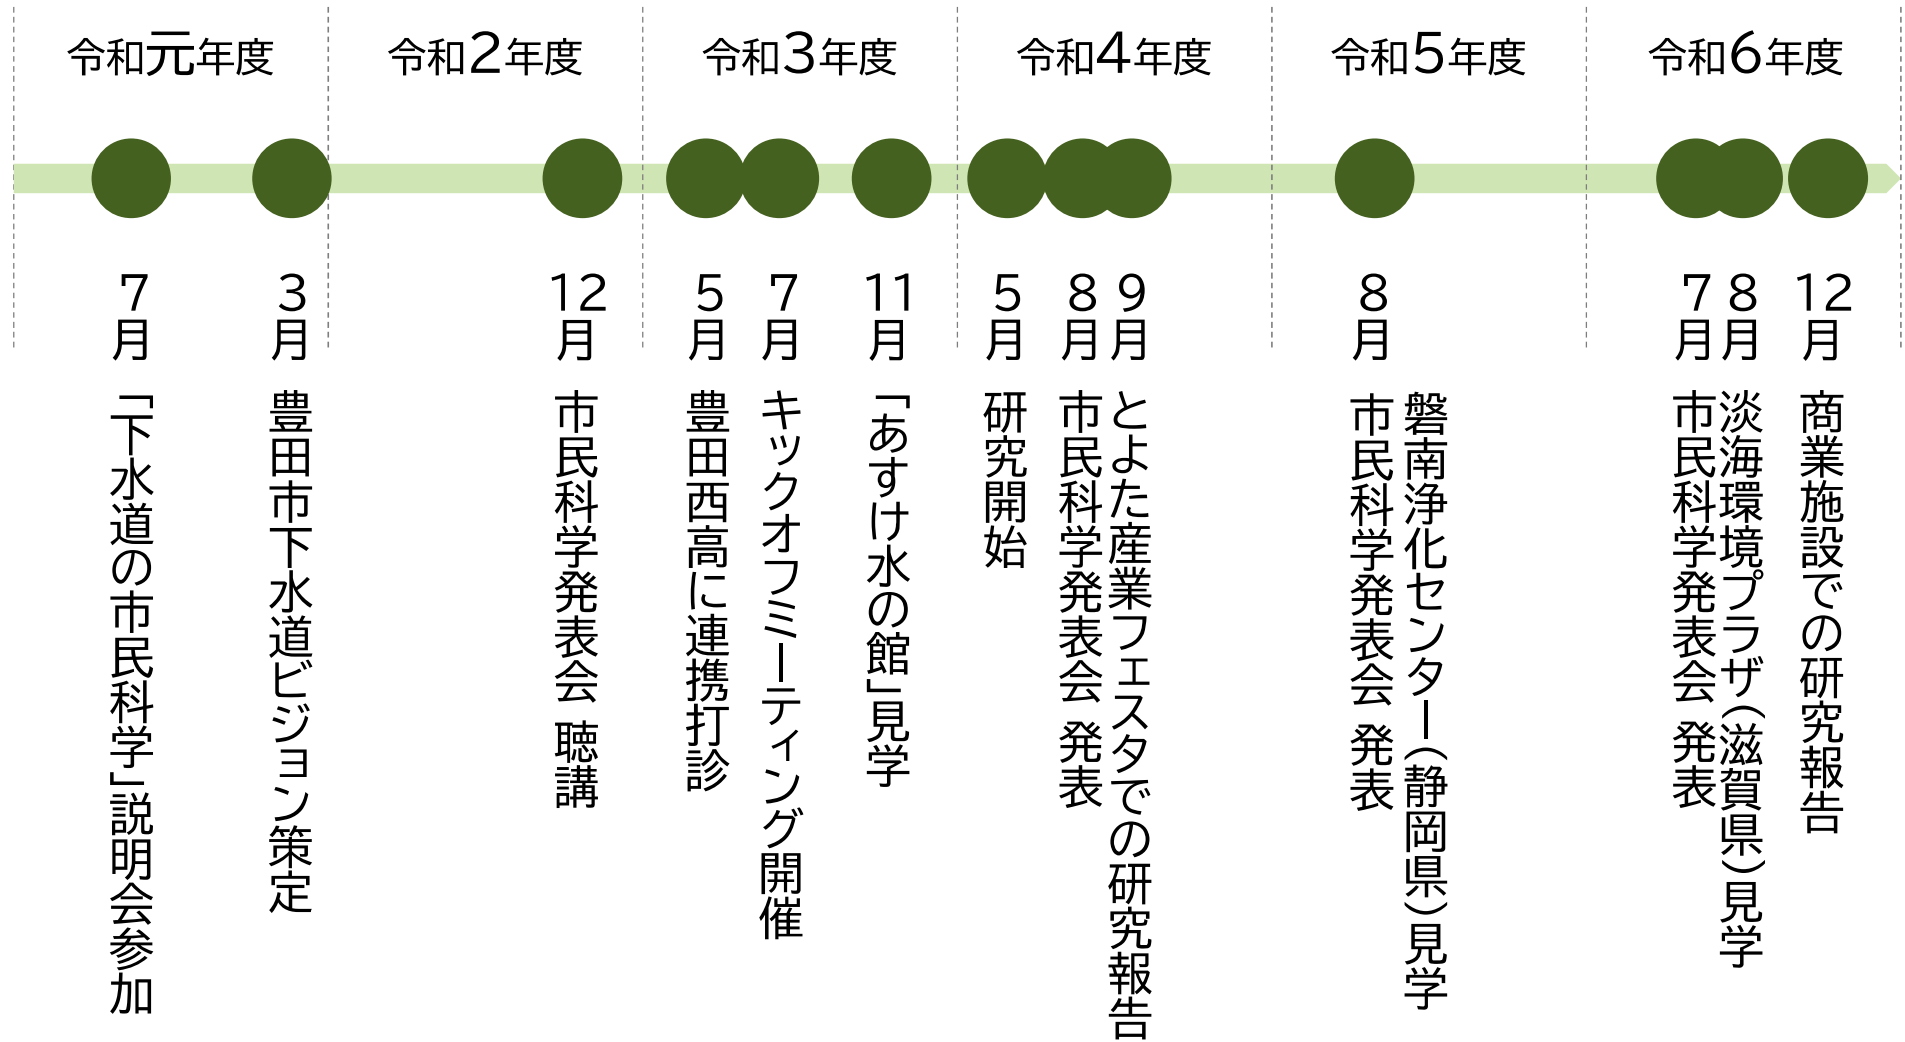 令和元年度
令和2年度
令和3年度
令和4年度
令和5年度
令和6年度
7月
「下水道の市民科学」説明会参加
3月
豊田市下水道ビジョン策定
12月
市民科学発表会 聴講
5月
豊田西高に連携打診
7月
キックオフミーティング開催
11月
「あすけ水の館」見学
5月
研究開始
8月
市民科学発表会 発表
9月
とよた産業フェスタでの研究報告
8月
磐南浄化センター(静岡県)見学
市民科学発表会 発表
7月
市民科学発表会 発表
8月
淡海環境プラザ(滋賀県)見学
12月
商業施設での研究報告